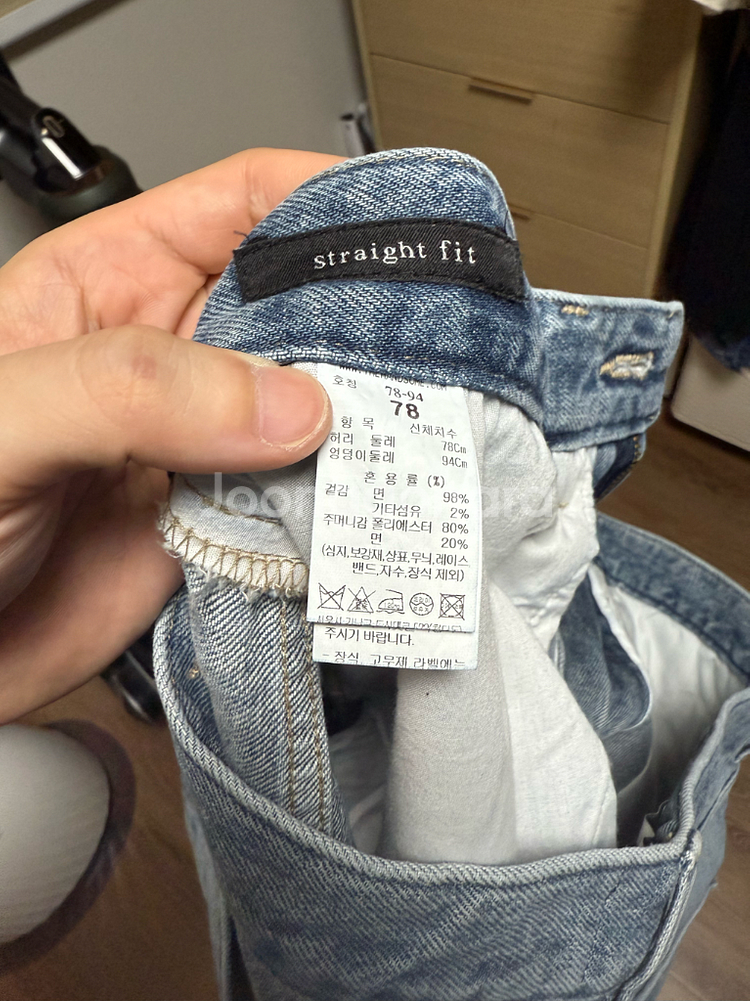 straight fit
호칭 78-94
78
항 목 신체치수
허리 둘레 78Cm
엉덩이둘레 94Cm
혼 용 률 (%)
겉감 면 98%
기타섬유 2%
주머니감 폴리에스터 80%
면 20%
(심지,보강재,상표,무늬,레이스
밴드,자수,장식 제외)
주시기 바랍니다.
- 장식, 고무제 라벨에는